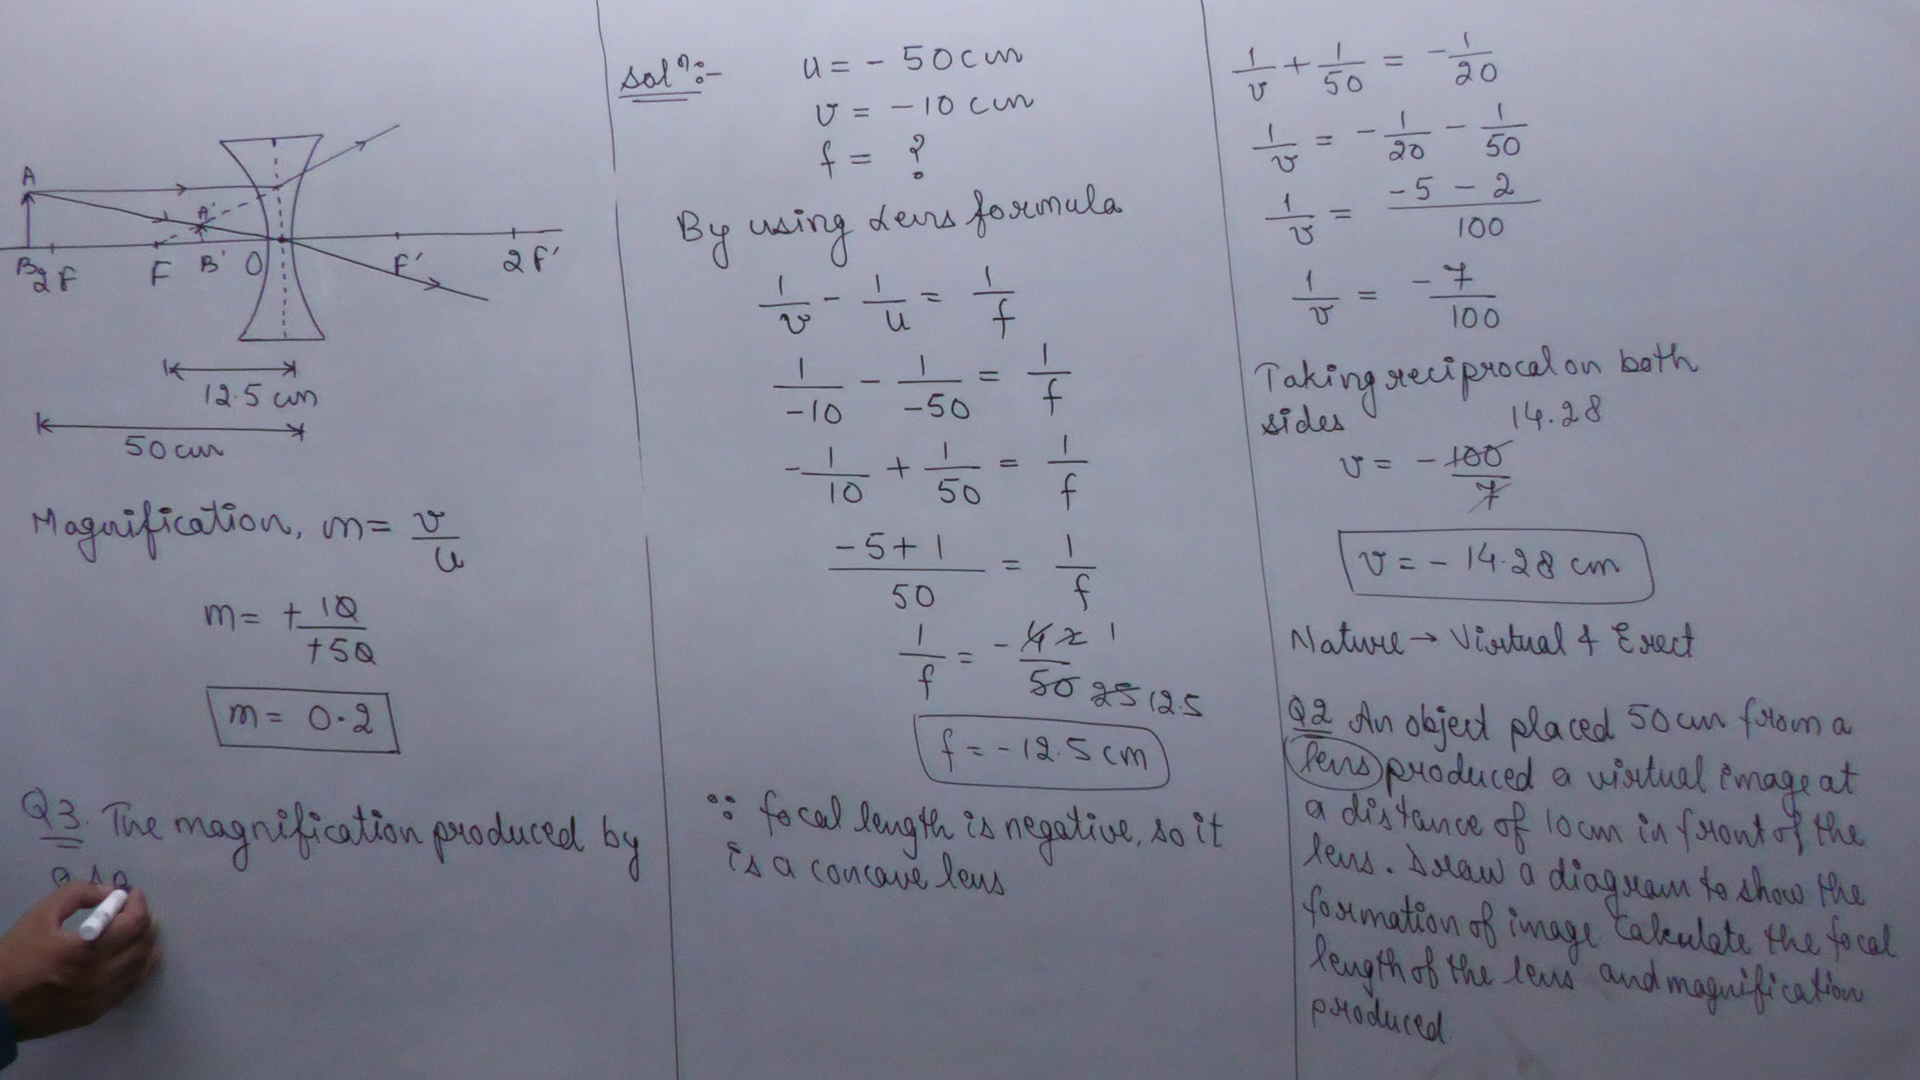 A
A'
B 2F F B' O F' 2F'
12.5 cm
50 cm
Magnification, m = v/u
m = +10/+50
m = 0.2
Q3. The magnification produced by
Solⁿ:-
u = - 50 cm
v = - 10 cm
f = ?
By using Lens formula
1/v - 1/u = 1/f
1/-10 - 1/-50 = 1/f
-1/10 + 1/50 = 1/f
-5+1/50 = 1/f
1/f = -4/50 2 1 25 12.5
f = -12.5 cm
∵ focal length is negative, so it
is a concave lens
1/v + 1/50 = -1/20
1/v = -1/20 - 1/50
1/v = -5 - 2/100
1/v = -7/100
Taking reciprocal on both
sides 14.28
v = -100/7
v = - 14.28 cm
Nature → Virtual & Erect
Q2 An object placed 50 cm from a
lens produced a virtual image at
a distance of 10 cm in front of the
lens. Draw a diagram to show the
formation of image. Calculate the focal
length of the lens and magnification
produced.